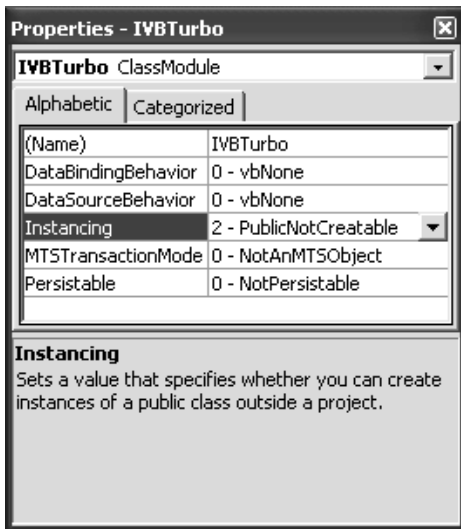 Properties - IVBTurbo
IVBTurbo ClassModule
Alphabetic Categorized
(Name) IVBTurbo
DataBindingBehavior 0 - vbNone
DataSourceBehavior 0 - vbNone
Instancing 2 - PublicNotCreatable
MTSTransactionMode 0 - NotAnMTSObject
Persistable 0 - NotPersistable
Instancing
Sets a value that specifies whether you can create
instances of a public class outside a project.